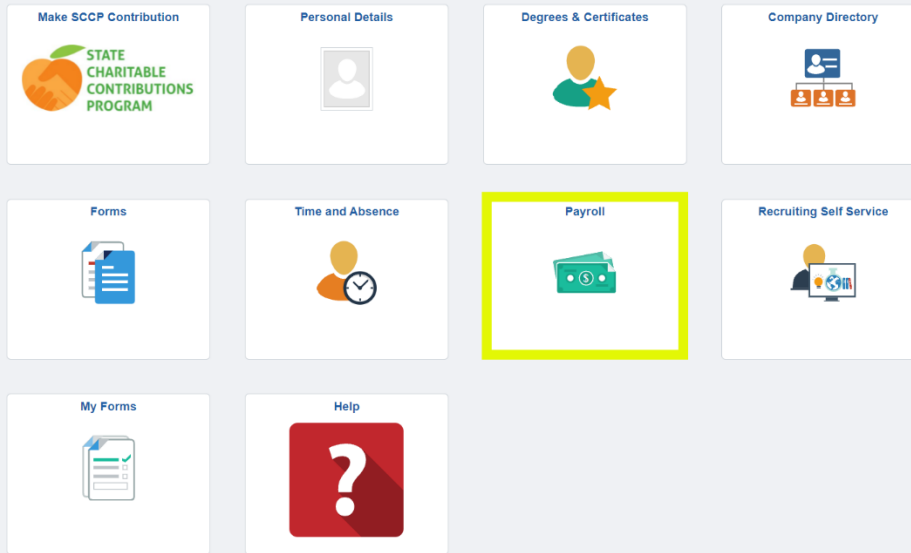 Make SCCP Contribution
Personal Details
Degrees & Certificates
Company Directory
STATE
CHARITABLE
CONTRIBUTIONS
PROGRAM
Forms
Time and Absence
Payroll
Recruiting Self Service
$
My Forms
Help
?